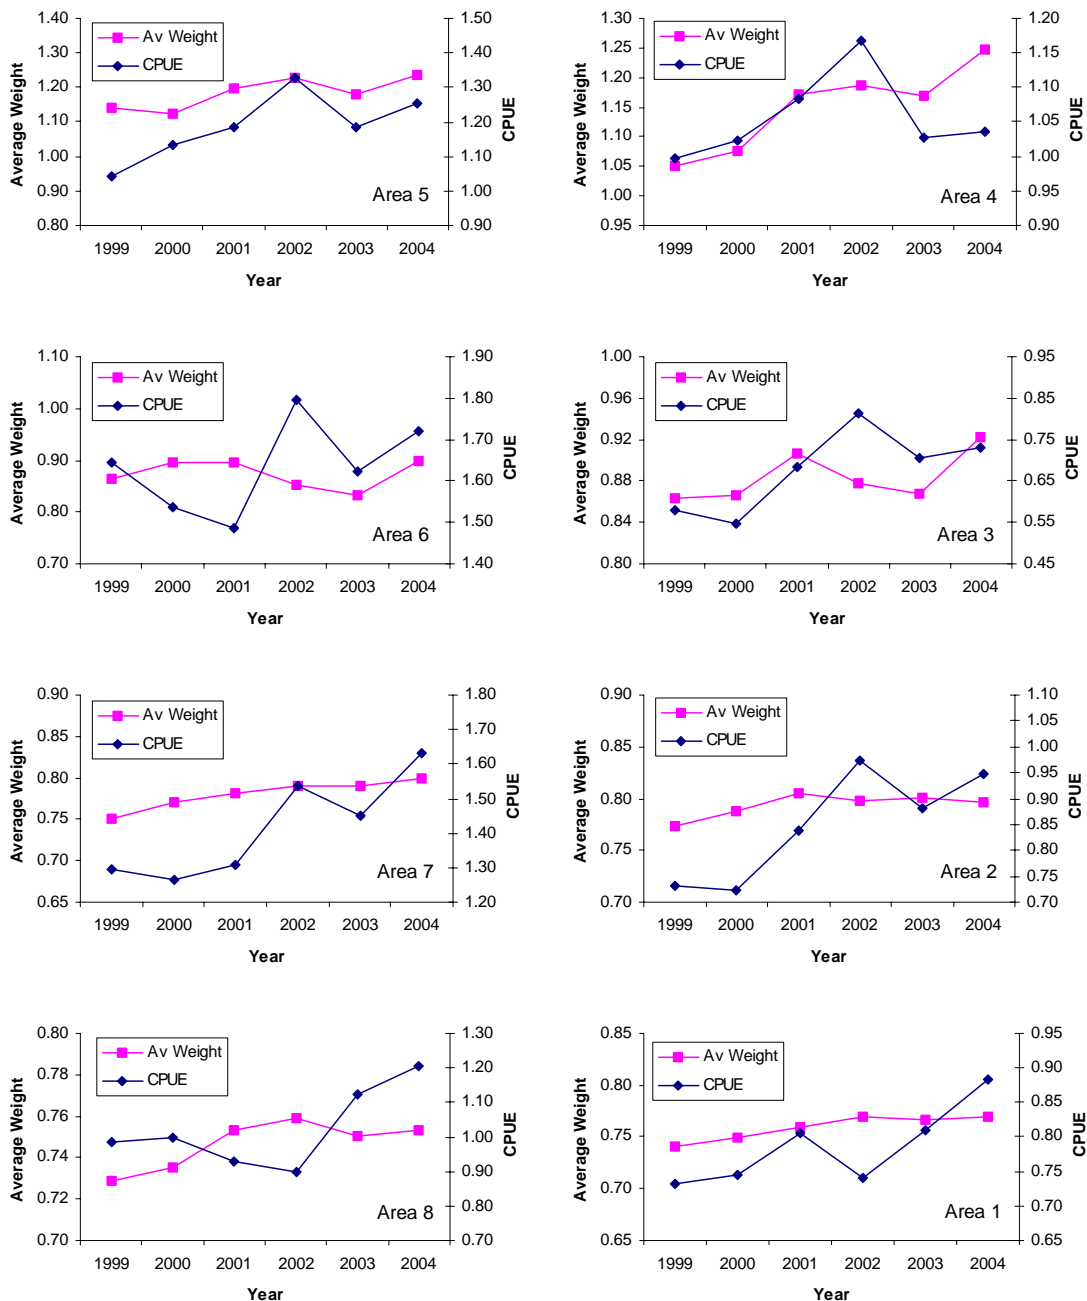 1.40 1.50 1.30 1.20
Av Weight Av Weight
1.30 1.40 1.25 1.15
CPUE CPUE
1.20 1.30 1.20 1.10
1.10 1.20 1.15 1.05
1.00 1.10 1.10 1.00
1.05
0.90 1.00 0.95
Area 5 1.00 Area 4
0.80 0.90 0.95 0.90
Average Weight CPUE Average Weight CPUE
1999 2000 2001 2002 2003 2004 1999 2000 2001 2002 2003 2004
Year Year
1.10 1.90 1.00 0.95
Av Weight Av Weight
1.00 1.80 0.96 0.85
CPUE CPUE
1.70 0.92 0.75
0.90 1.60 0.88 0.65
0.80 1.50 0.84 0.55
Area 6 Area 3
0.70 1.40 0.80 0.45
Average Weight CPUE Average Weight CPUE
1999 2000 2001 2002 2003 2004 1999 2000 2001 2002 2003 2004
Year Year
0.90 1.80 0.90 1.10
Av Weight Av Weight
0.85 1.70 1.05
CPUE CPUE
1.60 0.85 1.00
0.80 1.50 0.95
0.75 1.40 0.80 0.90
0.85
0.70 1.30 0.75 0.80
Area 7 Area 2 0.75
0.65 1.20 0.70 0.70
Average Weight CPUE Average Weight CPUE
1999 2000 2001 2002 2003 2004 1999 2000 2001 2002 2003 2004
Year Year
0.80 1.30 0.85 0.95
Av Weight Av Weight
0.78 1.20 0.80 0.90
CPUE CPUE
0.76 1.10 0.85
0.74 1.00 0.75 0.80
0.90 0.70 0.75
0.72 0.80 0.70
Area 8 Area 1
0.70 0.70 0.65 0.65
Average Weight CPUE Average Weight CPUE
1999 2000 2001 2002 2003 2004 1999 2000 2001 2002 2003 2004
Year Year